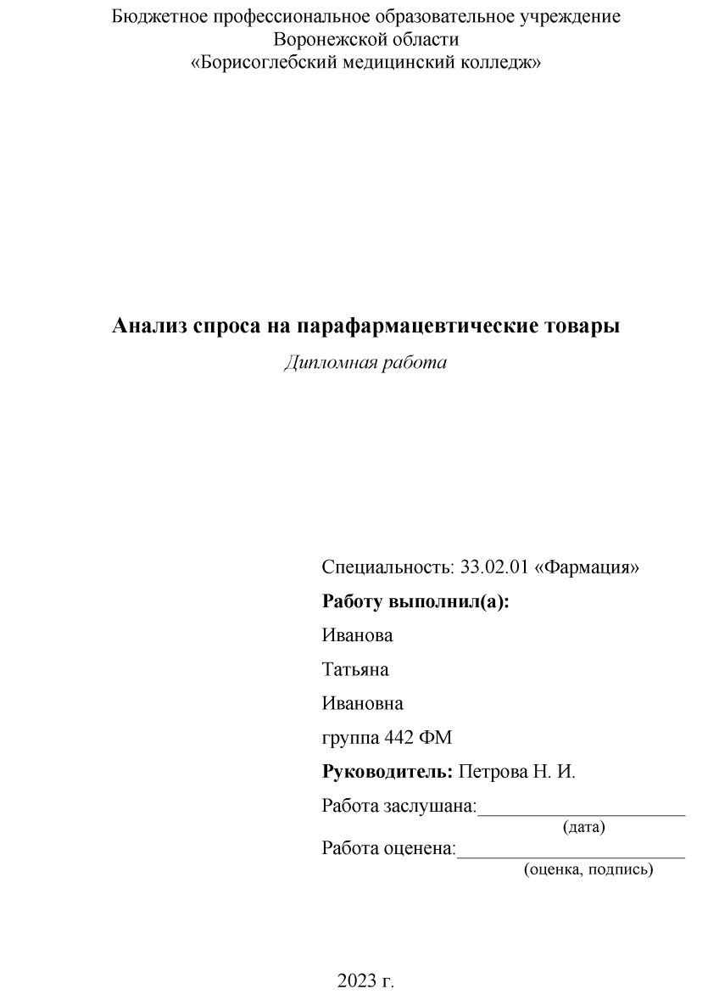 Бюджетное профессиональное образовательное учреждение
Воронежской области
«Борисоглебский медицинский колледж»
Анализ спроса на парафармацевтические товары
Дипломная работа
Специальность: 33.02.01 «Фармация»
Работу выполнил(а):
Иванова
Татьяна
Ивановна
группа 442 ФМ
Руководитель: Петрова Н. И.
Работа заслушана:____________________
(дата)
Работа оценена:______________________
(оценка, подпись)
2023 г.